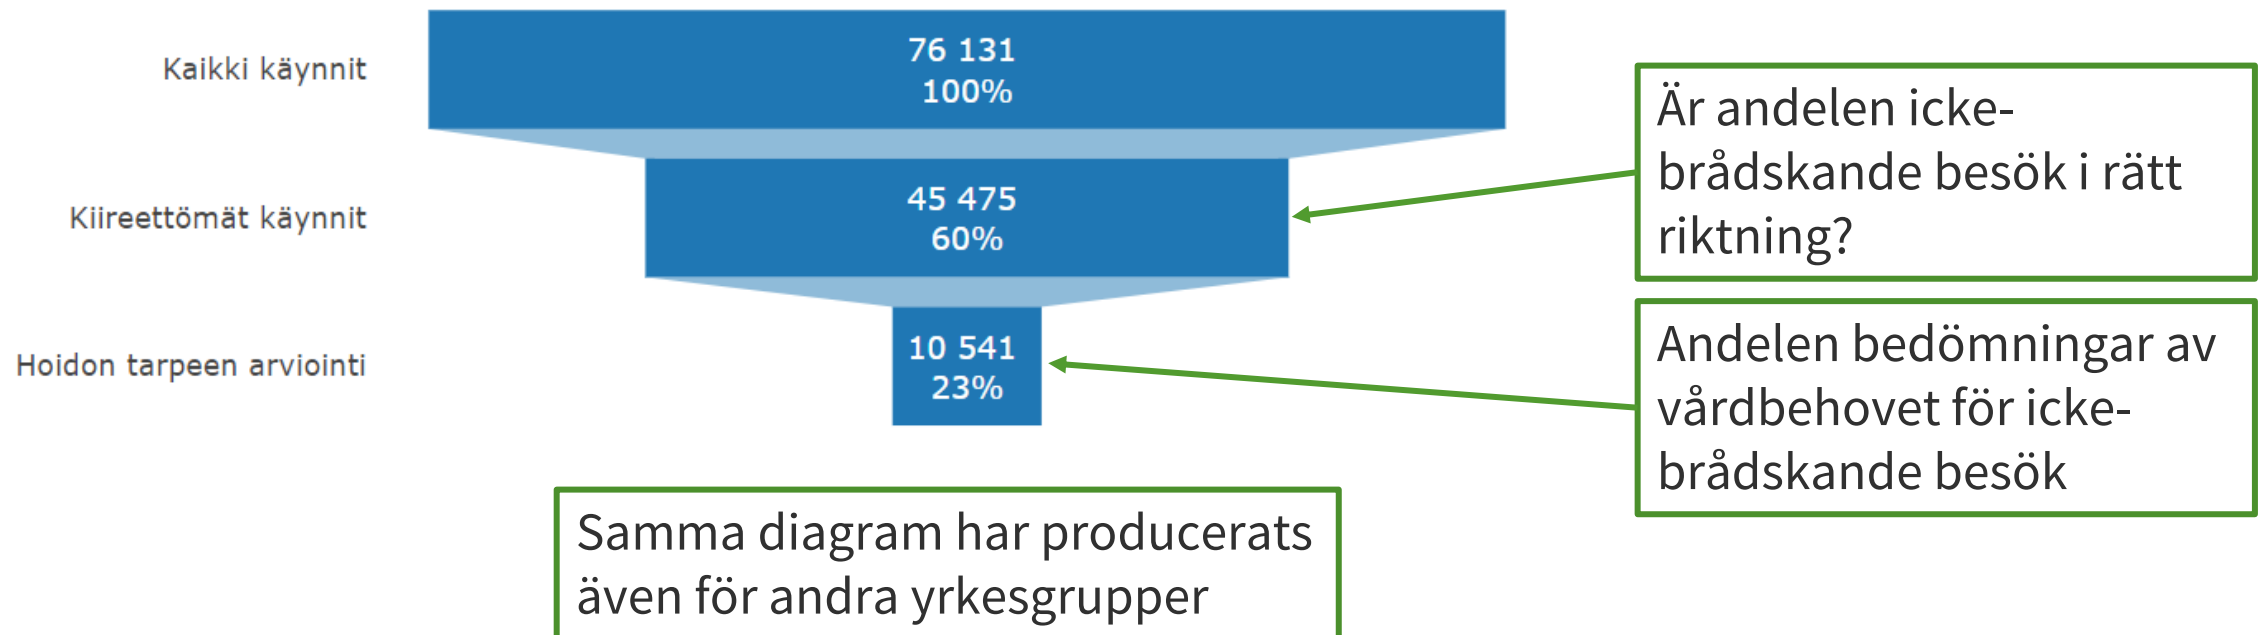 Kaikki käynnit
76 131
100%
Kiireettömät käynnit
45 475
60%
Hoidon tarpeen arviointi
10 541
23%
Är andelen icke-
brådskande besök i rätt
riktning?
Andelen bedömningar av
vårdbehovet för icke-
brådskande besök
Samma diagram har producerats
även för andra yrkesgrupper